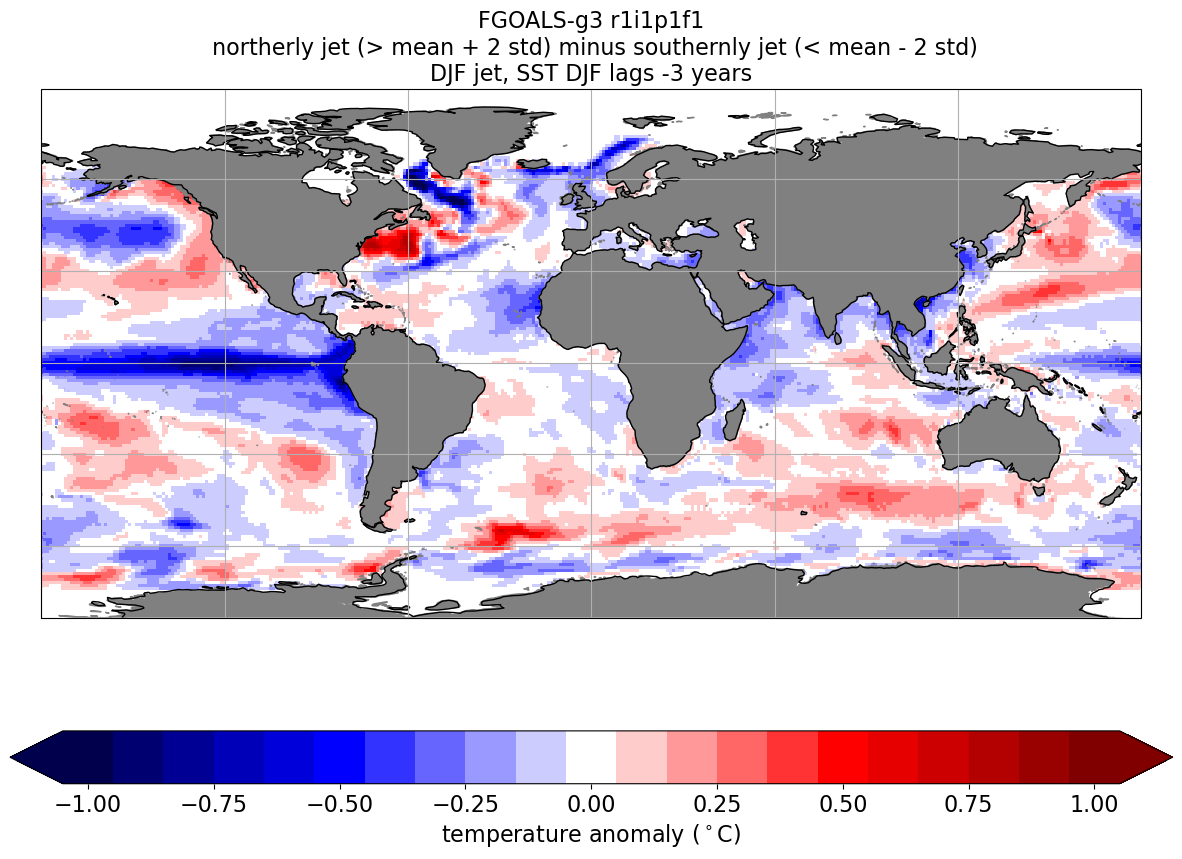 FGOALS-g3 r1i1p1f1
northerly jet (> mean + 2 std) minus southernly jet (< mean - 2 std)
DJF jet, SST DJF lags -3 years
−1.00 −0.75 −0.50 −0.25 0.00 0.25 0.50 0.75 1.00
temperature anomaly (°C)